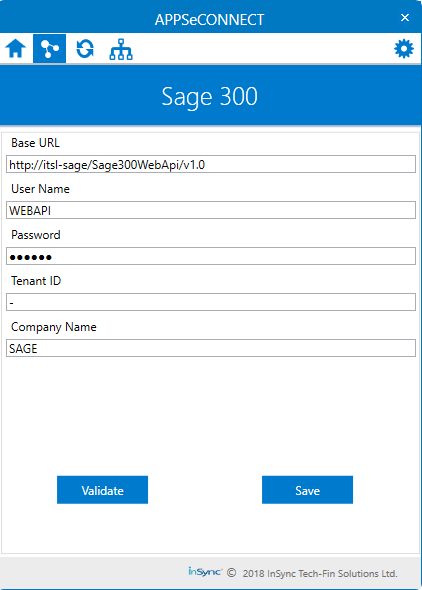 APPSeCONNECT
×
Sage 300
Base URL
http://itsl-sage/Sage300WebApi/v1.0
User Name
WEBAPI
Password
●●●●●●
Tenant ID
-
Company Name
SAGE
Validate Save
inSync © 2018 InSync Tech-Fin Solutions Ltd.